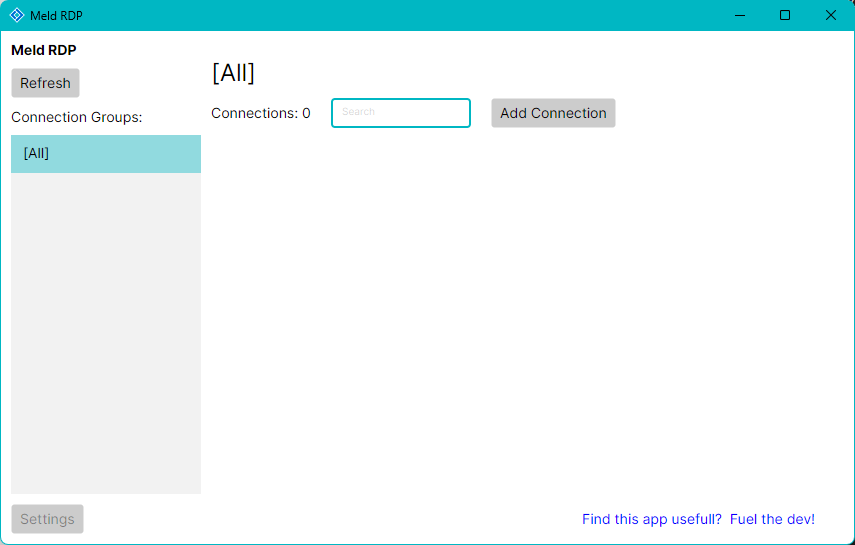 Meld RDP
Meld RDP
Refresh
Connection Groups:
[All]
[All]
Connections: 0
Search
Add Connection
Settings
Find this app usefull? Fuel the dev!